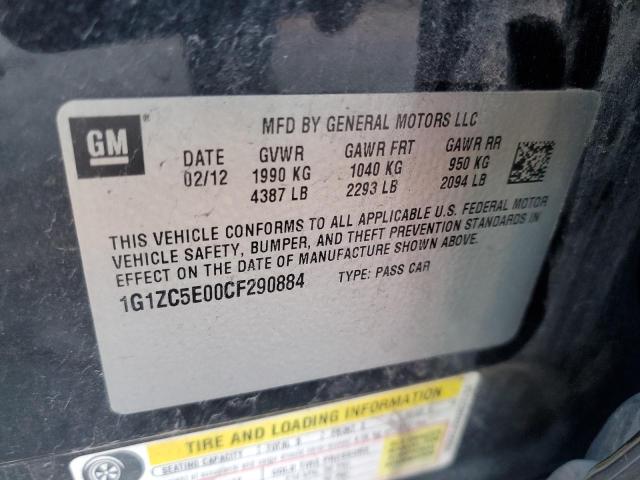 GM
MFD BY GENERAL MOTORS LLC
DATE GVWR GAWR FRT GAWR RR
02/12 1990 KG 1040 KG 950 KG
4387 LB 2293 LB 2094 LB
THIS VEHICLE CONFORMS TO ALL APPLICABLE U.S. FEDERAL MOTOR
VEHICLE SAFETY, BUMPER, AND THEFT PREVENTION STANDARDS IN
EFFECT ON THE DATE OF MANUFACTURE SHOWN ABOVE.
1G1ZC5E00CF290884 TYPE: PASS CAR
TIRE AND LOADING INFORMATION
SEATING CAPACITY